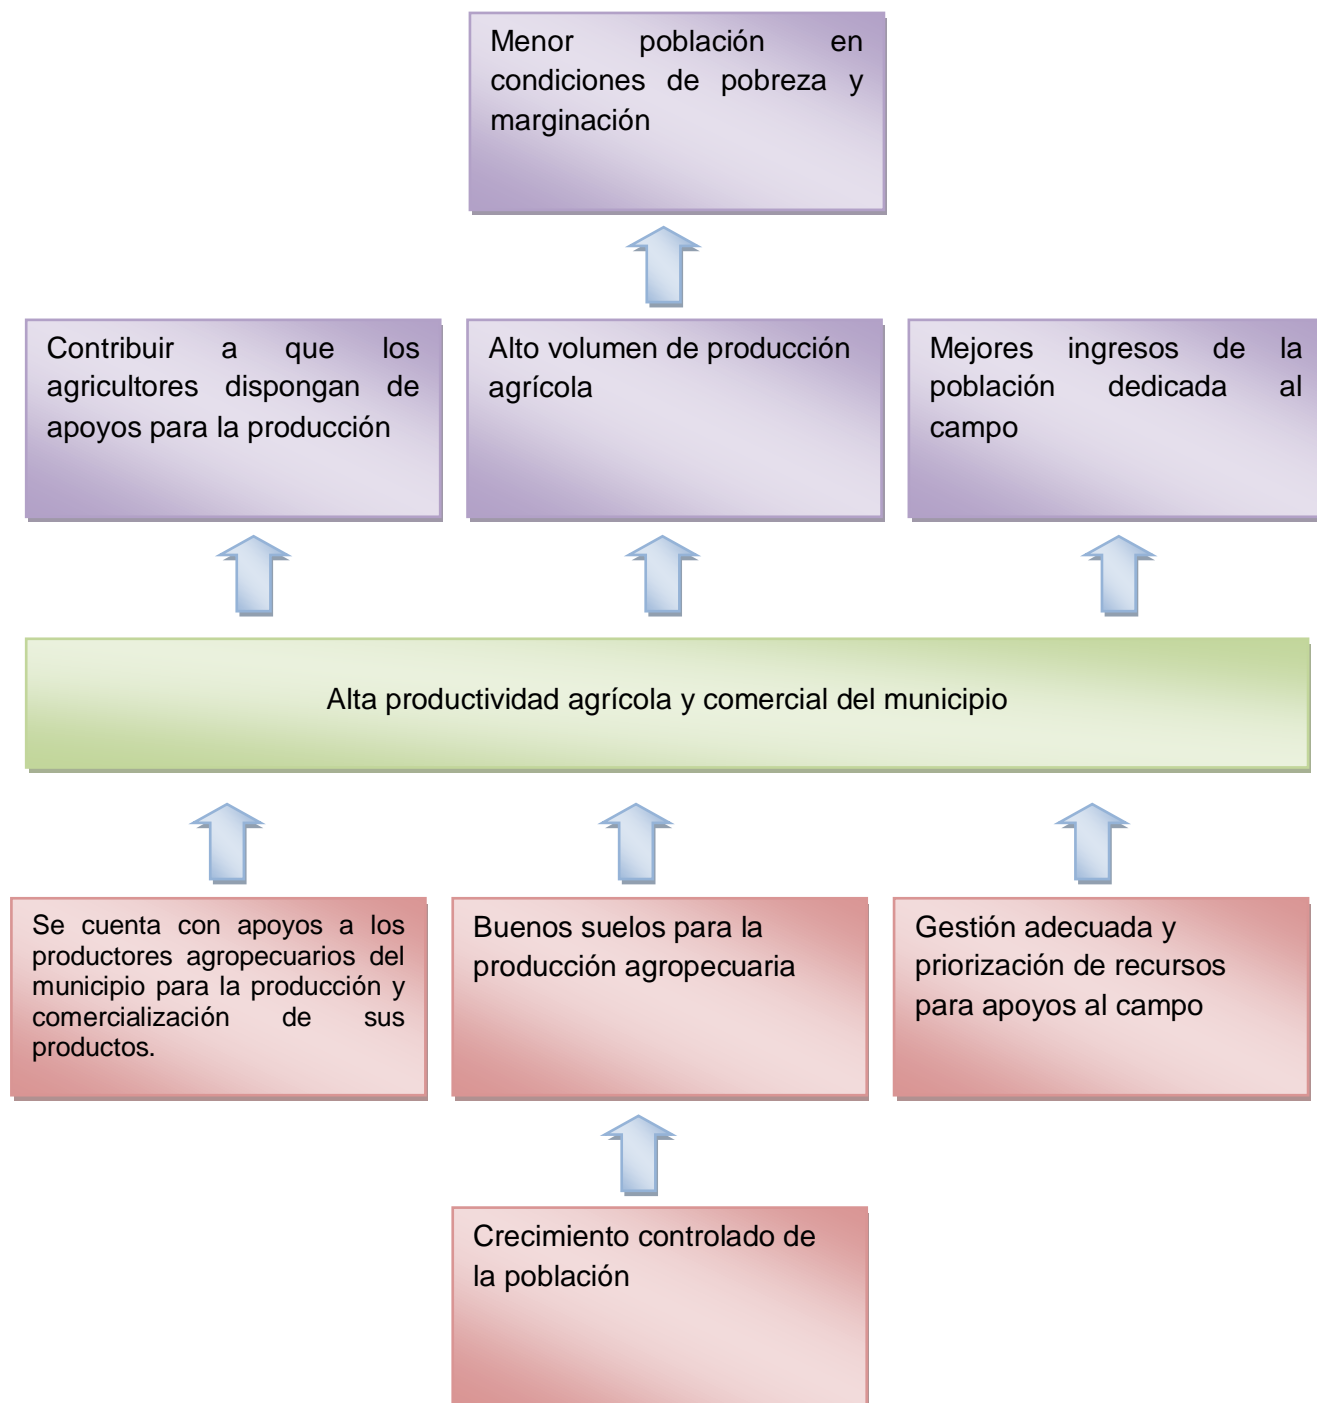 Menor población en
condiciones de pobreza y
marginación
Contribuir a que los
agricultores dispongan de
apoyos para la producción
Alto volumen de producción
agrícola
Mejores ingresos de la
población dedicada al
campo
Alta productividad agrícola y comercial del municipio
Se cuenta con apoyos a los
productores agropecuarios del
municipio para la producción y
comercialización de sus
productos.
Buenos suelos para la
producción agropecuaria
Gestión adecuada y
priorización de recursos
para apoyos al campo
Crecimiento controlado de
la población